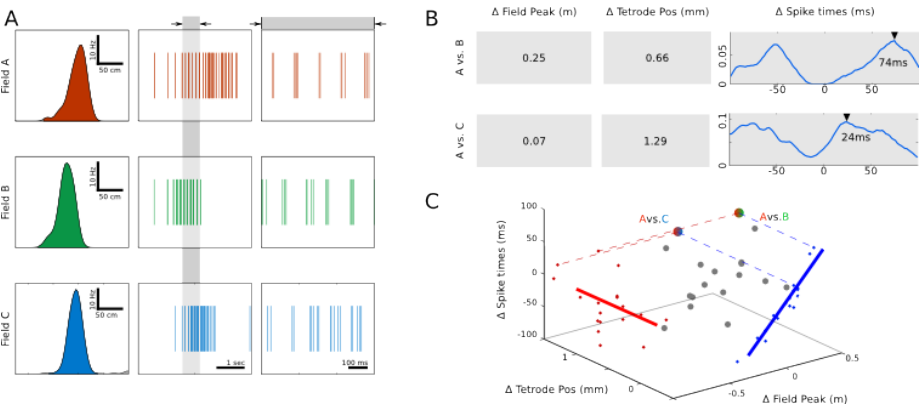 A
Field A
10 Hz
50 cm
Field B
10 Hz
50 cm
Field C
10 Hz
50 cm
1 sec
100 ms
B
Δ Field Peak (m)
Δ Tetrode Pos (mm)
Δ Spike times (ms)
A vs. B
0.25
0.66
0.05
0
74ms
-50
0
50
A vs. C
0.07
1.29
0.1
0
24ms
-50
0
50
C
100
50
0
-50
-100
Δ Spike times (ms)
Avs.C
Avs.B
1
0
Δ Tetrode Pos (mm)
-0.5
0
0.5
Δ Field Peak (m)